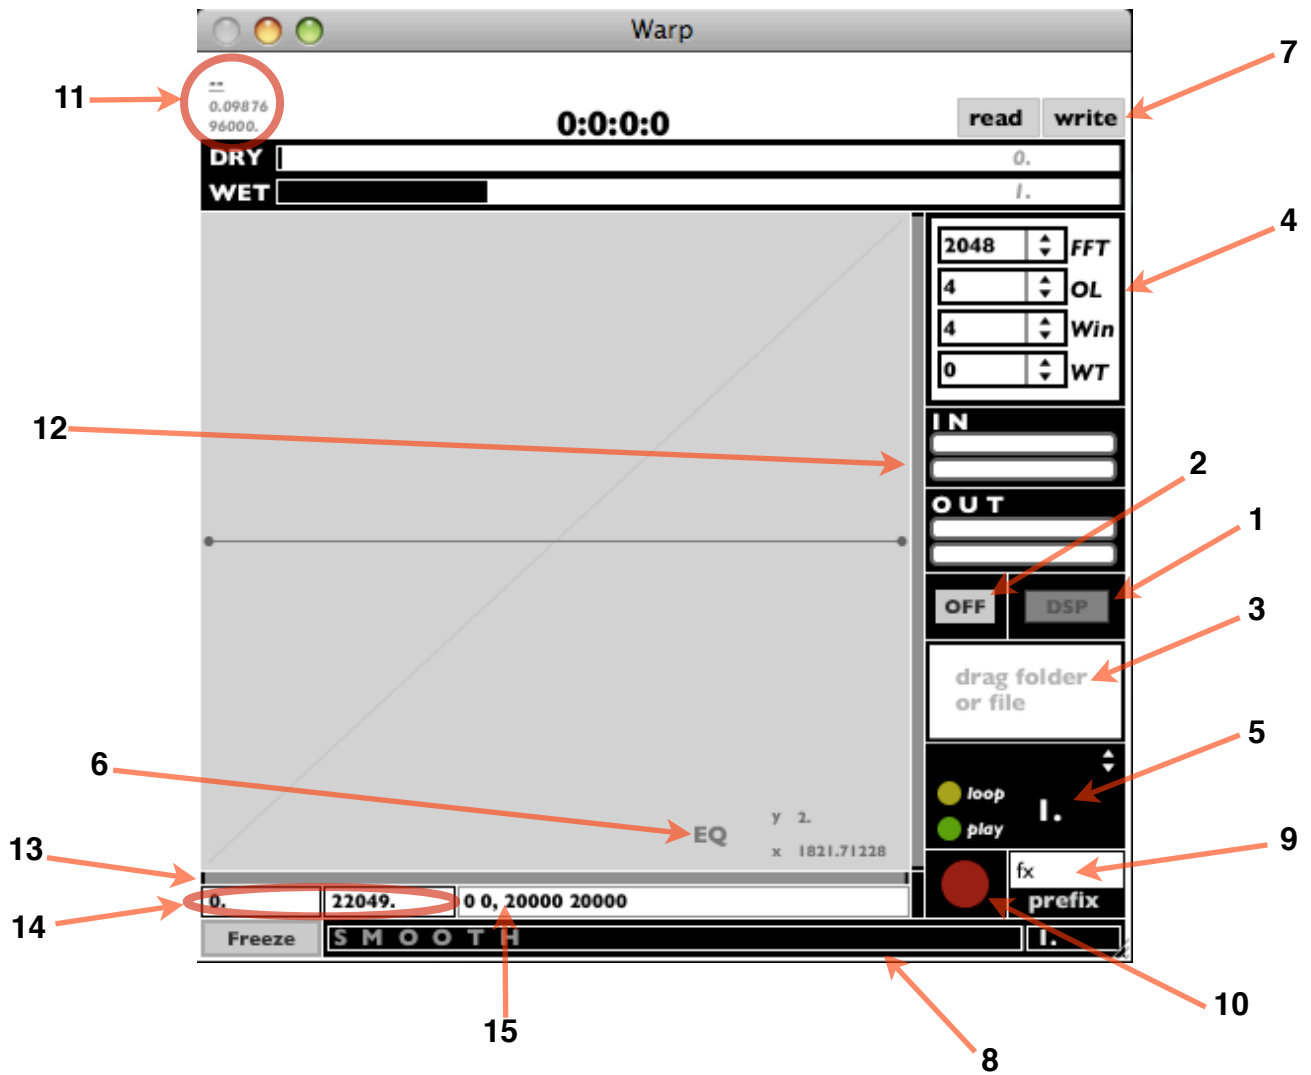 Warp
7
11
--
0.09876
96000.
0:0:0:0
read write
DRY 0.
WET 1.
4
2048 FFT
4 OL
4 Win
0 WT
12
IN
2
OUT
1
OFF DSP
3
drag folder
or file
5
6
loop
1.
play
EQ
y 2.
x 1821.71228
13
9
fx
prefix
14
0. 22049. 0 0, 20000 20000
Freeze SMOOTH 1.
10
15
8